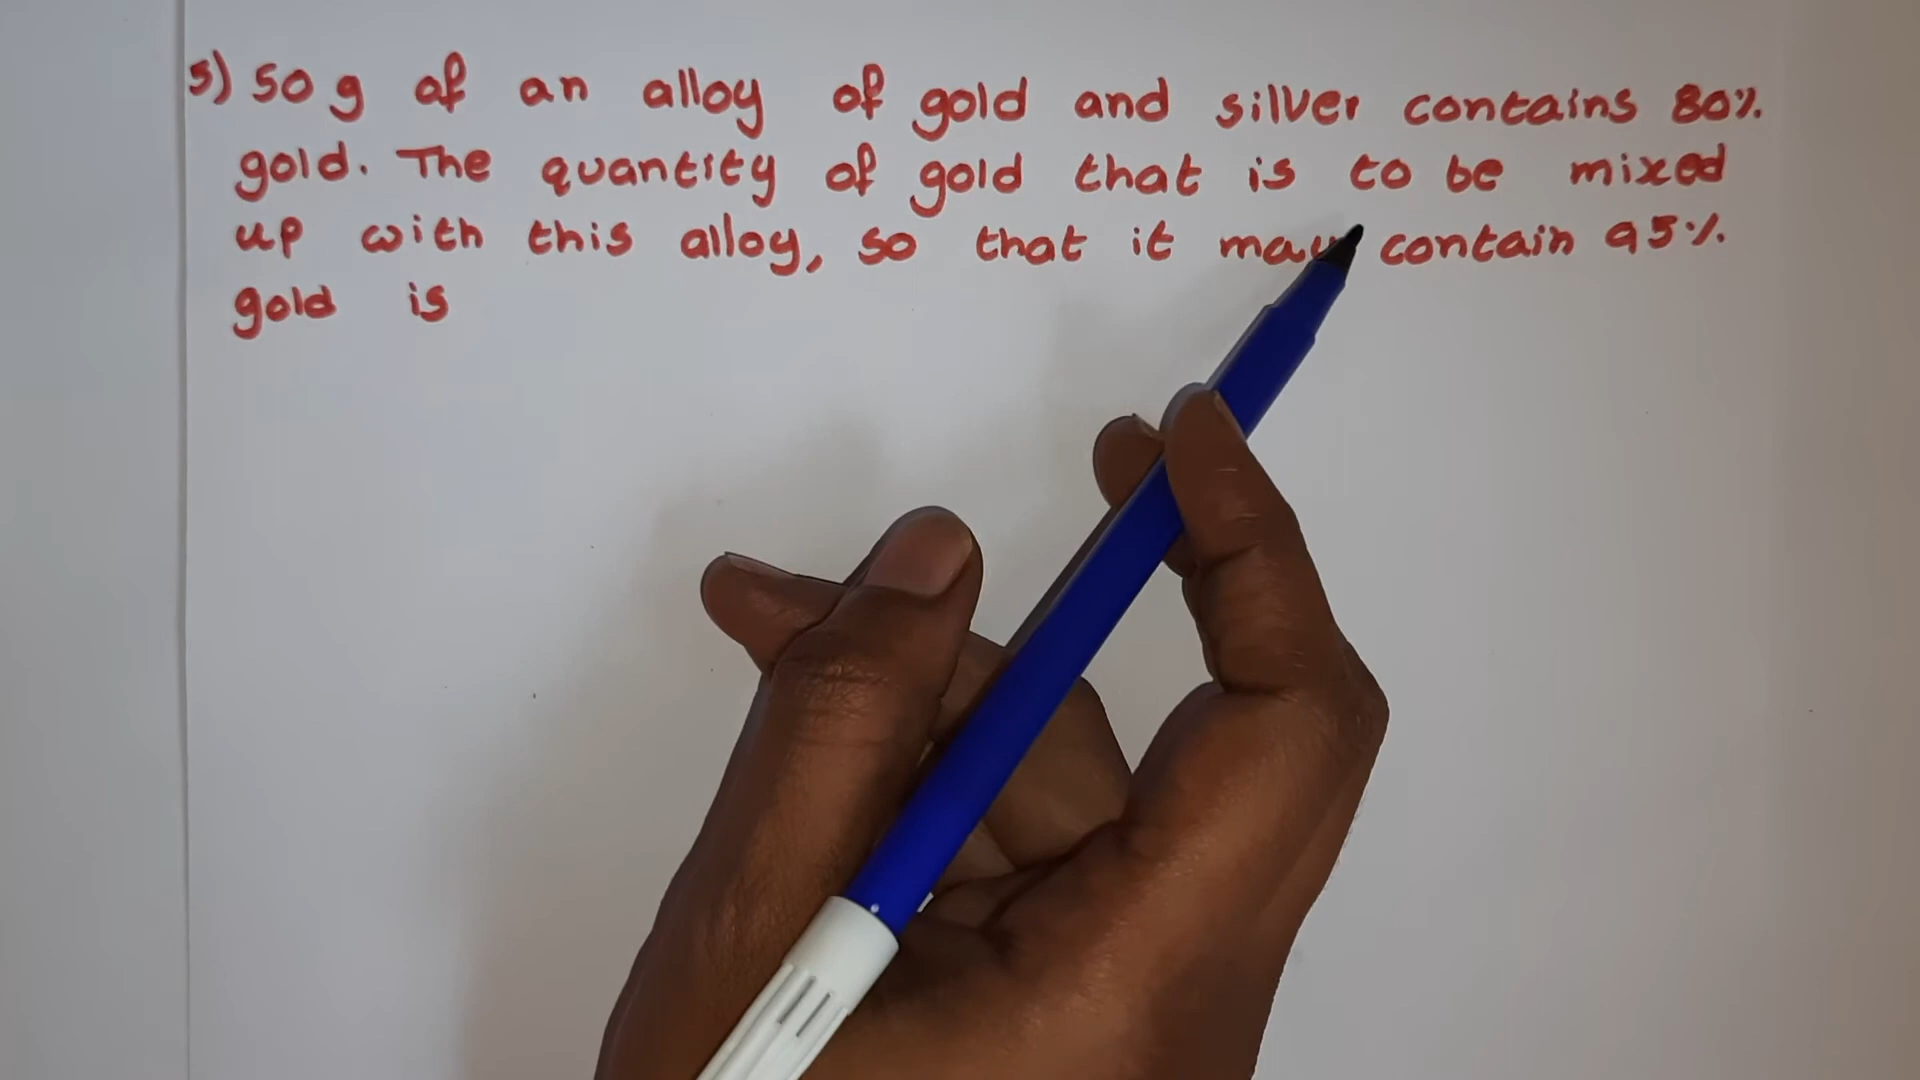 5) 50 g of an alloy of gold and silver contains 80%
gold. The quantity of gold that is to be mixed
up with this alloy, so that it may contain 95%
gold is